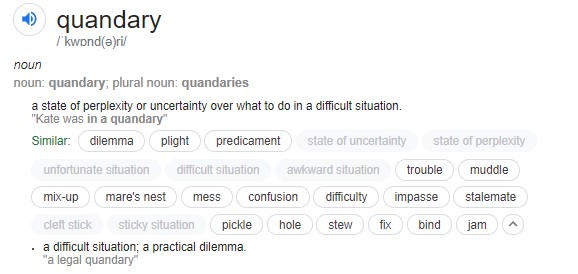 quandary
/ˈkwɒnd(ə)ri/
noun
noun: quandary; plural noun: quandaries
a state of perplexity or uncertainty over what to do in a difficult situation.
"Kate was in a quandary"
Similar: dilemma plight predicament state of uncertainty state of perplexity
unfortunate situation difficult situation awkward situation trouble muddle
mix-up mare's nest mess confusion difficulty impasse stalemate
cleft stick sticky situation pickle hole stew fix bind jam
• a difficult situation; a practical dilemma.
"a legal quandary"